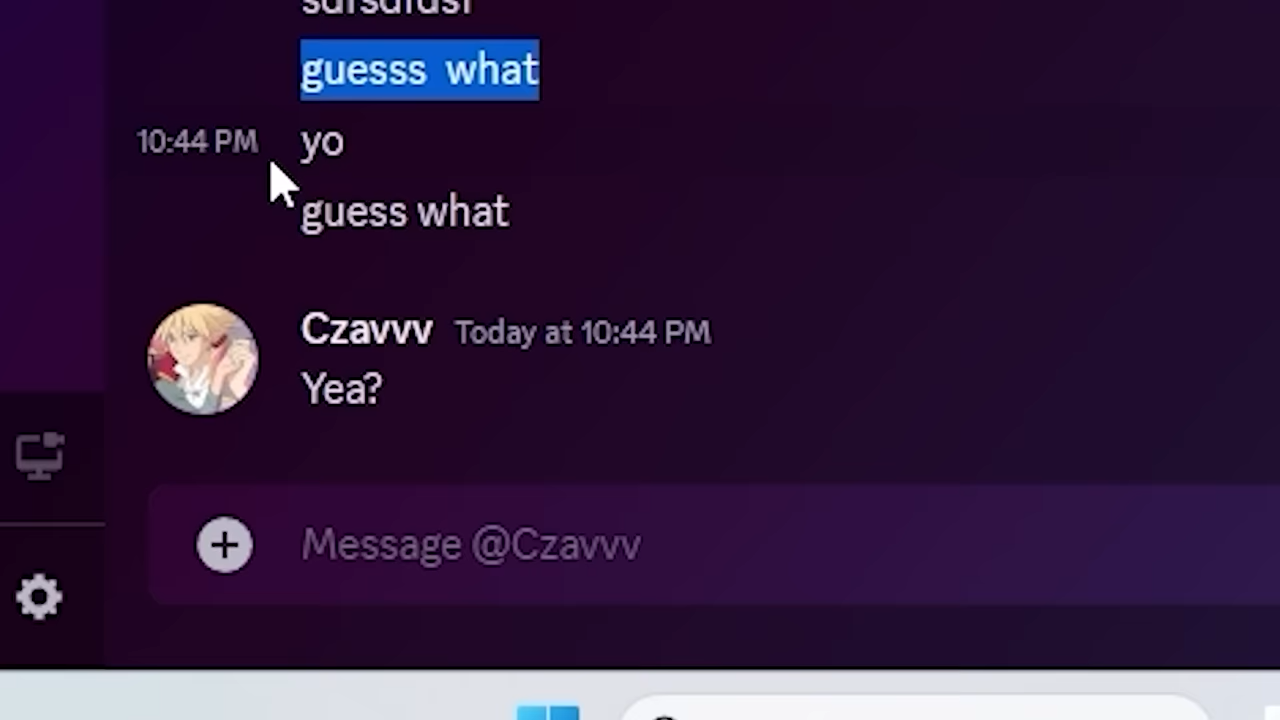 guesss  what
10:44 PM yo
guess what
Czavvv Today at 10:44 PM
Yea?
Message @Czavvv